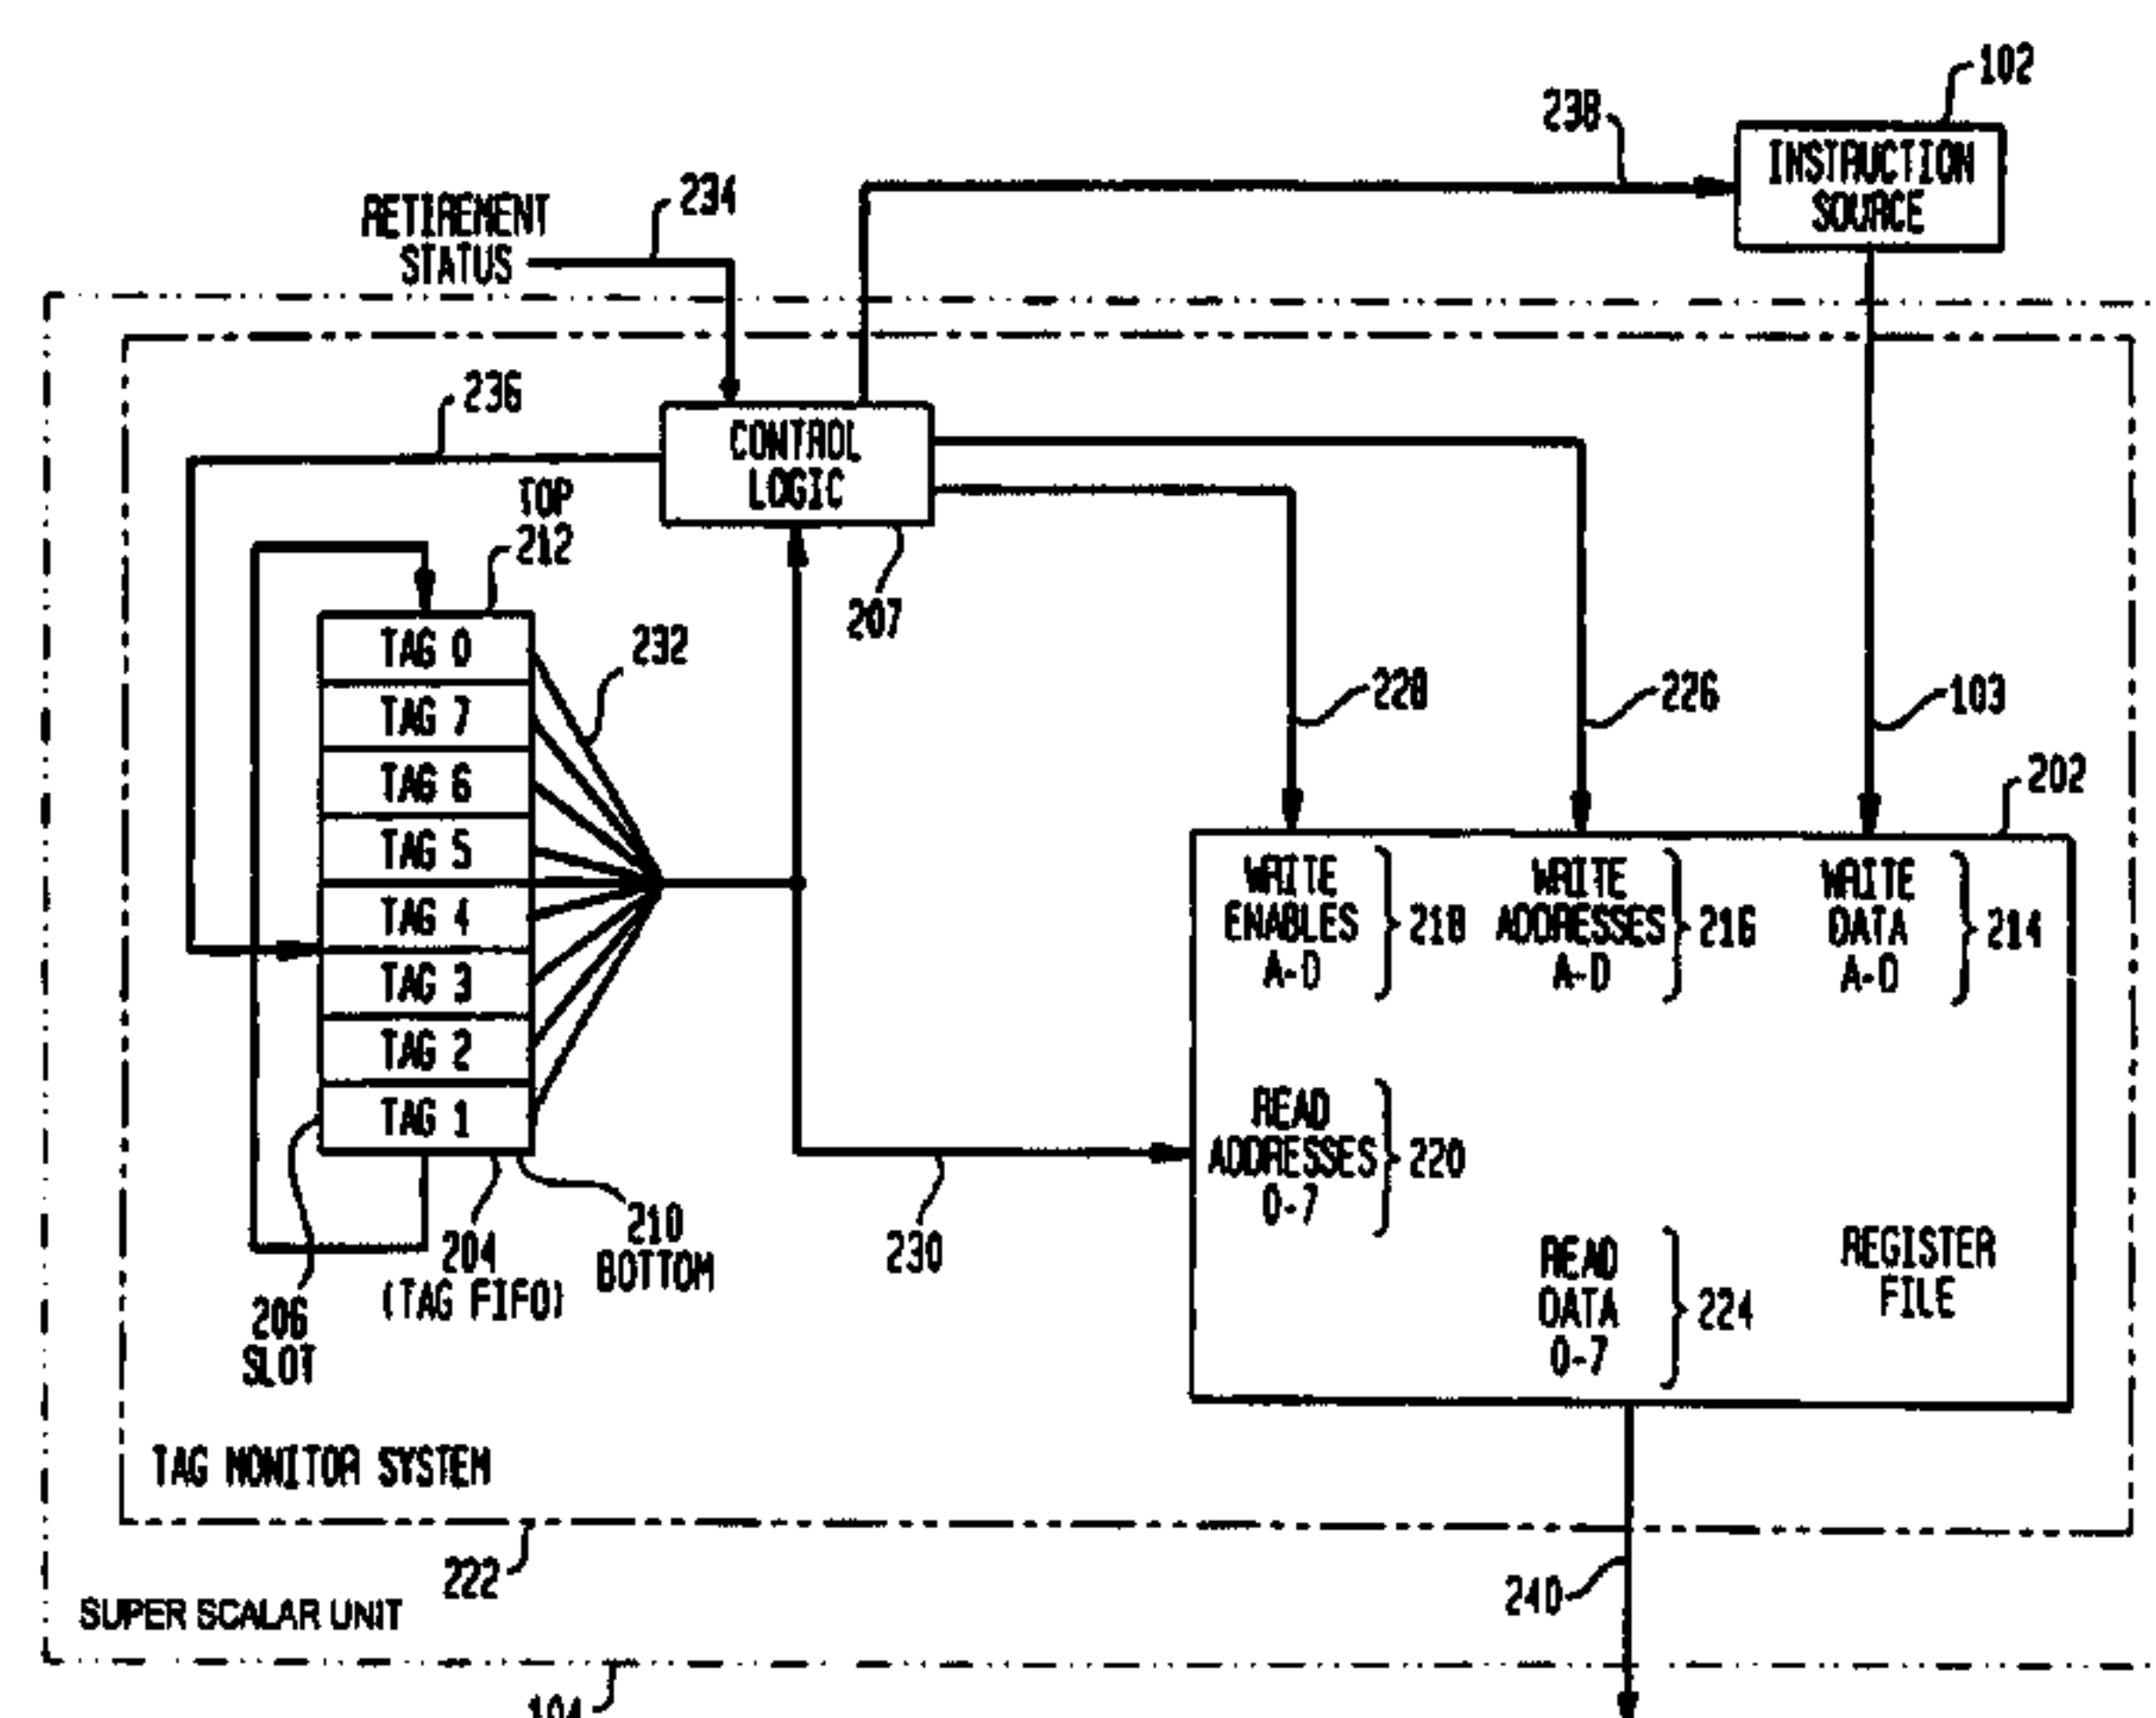 102
238
INSTRUCTION
SOURCE
234
RETIREMENT
STATUS
236
CONTROL
LOGIC
TOP
212
207
TAG 0
232
TAG 7
228
226
103
TAG 6
202
TAG 5
WRITE
ENABLES
A-D
218
WRITE
ADDRESSES
A-D
216
WRITE
DATA
A-D
214
TAG 4
TAG 3
TAG 2
TAG 1
READ
ADDRESSES
0-7
220
210
BOTTOM
204
(TAG FIFO)
230
READ
DATA
0-7
224
REGISTER
FILE
206
SLOT
TAG MONITOR SYSTEM
222
240
SUPER SCALAR UNIT
104